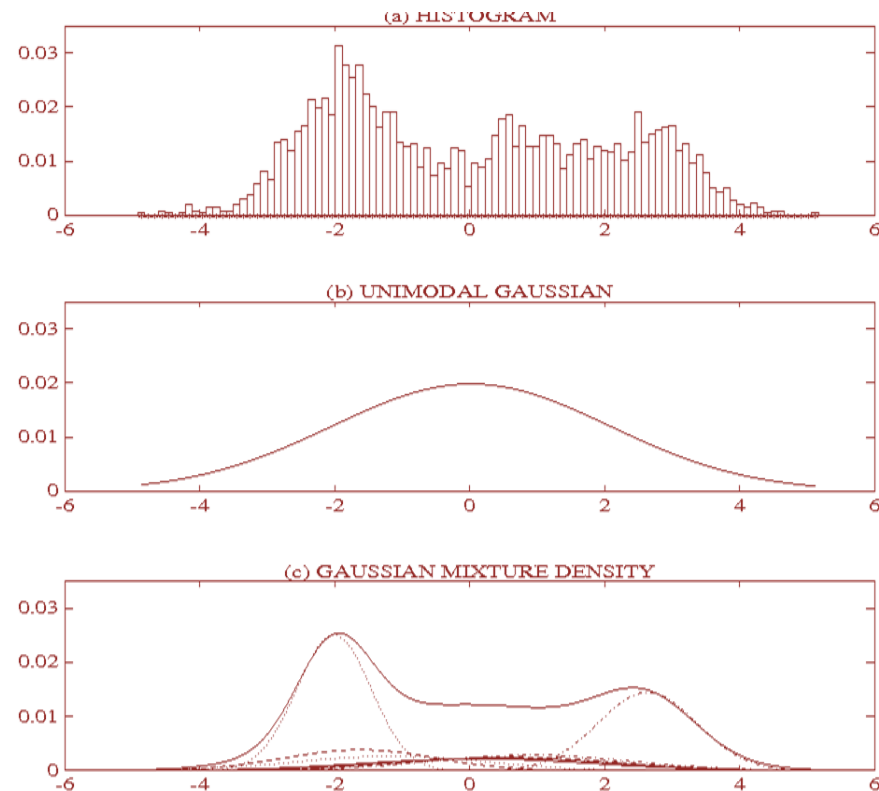 (a) HISTOGRAM
0.03
0.02
0.01
0
-6 -4 -2 0 2 4 6
(b) UNIMODAL GAUSSIAN
0.03
0.02
0.01
0
-6 -4 -2 0 2 4 6
(c) GAUSSIAN MIXTURE DENSITY
0.03
0.02
0.01
0
-6 -4 -2 0 2 4 6